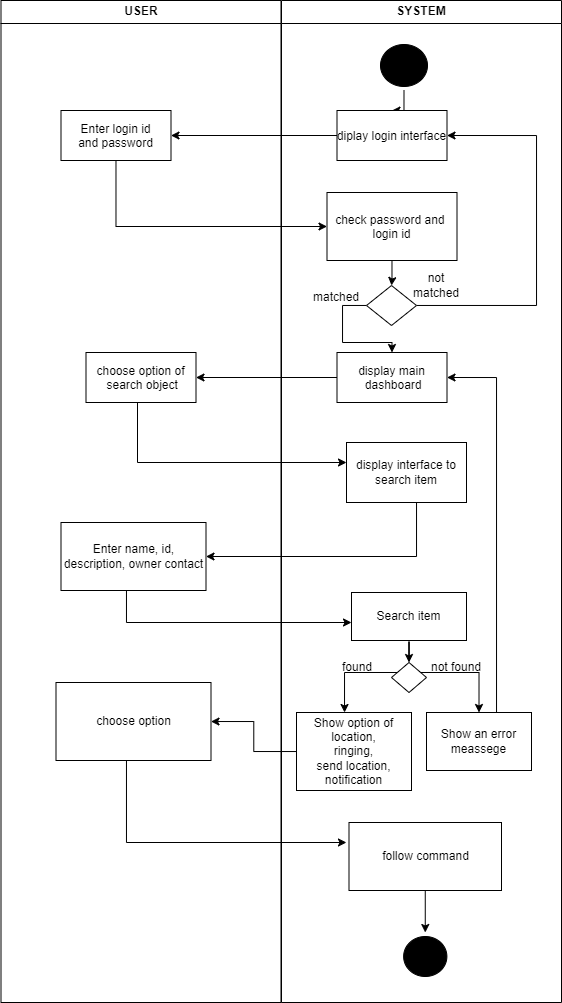 USER
SYSTEM
diplay login interface
Enter login id
and password
check password and
login id
not
matched
matched
display main
dashboard
choose option of
search object
display interface to
search item
Enter name, id,
description, owner contact
Search item
found
not found
Show option of
location,
ringing,
send location,
notification
Show an error
meassege
choose option
follow command